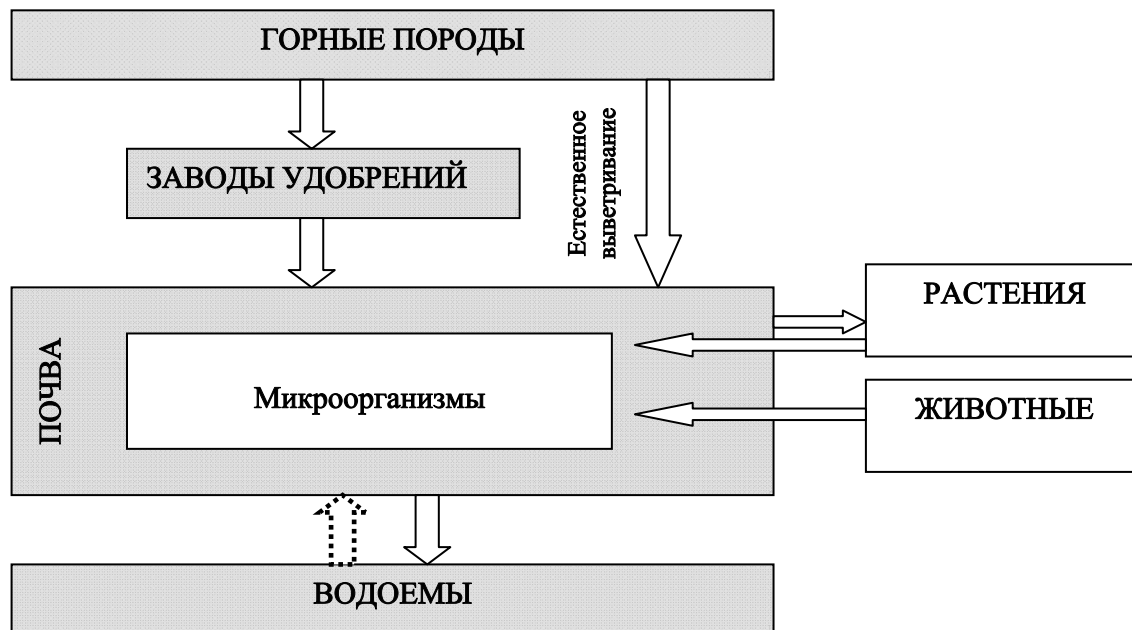 ГОРНЫЕ ПОРОДЫ
Естественное
выветривание
ЗАВОДЫ УДОБРЕНИЙ
РАСТЕНИЯ
ПОЧВА
Микроорганизмы
ЖИВОТНЫЕ
ВОДОЕМЫ